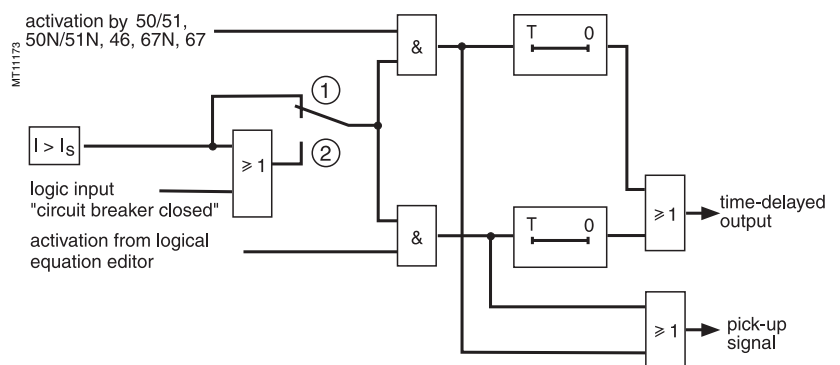 activation by 50/51,
50N/51N, 46, 67N, 67
MT11173
&
T 0
1
I > Is
2
≥ 1
logic input
"circuit breaker closed"
activation from logical
equation editor
&
T 0
≥ 1
time-delayed
output
≥ 1
pick-up
signal